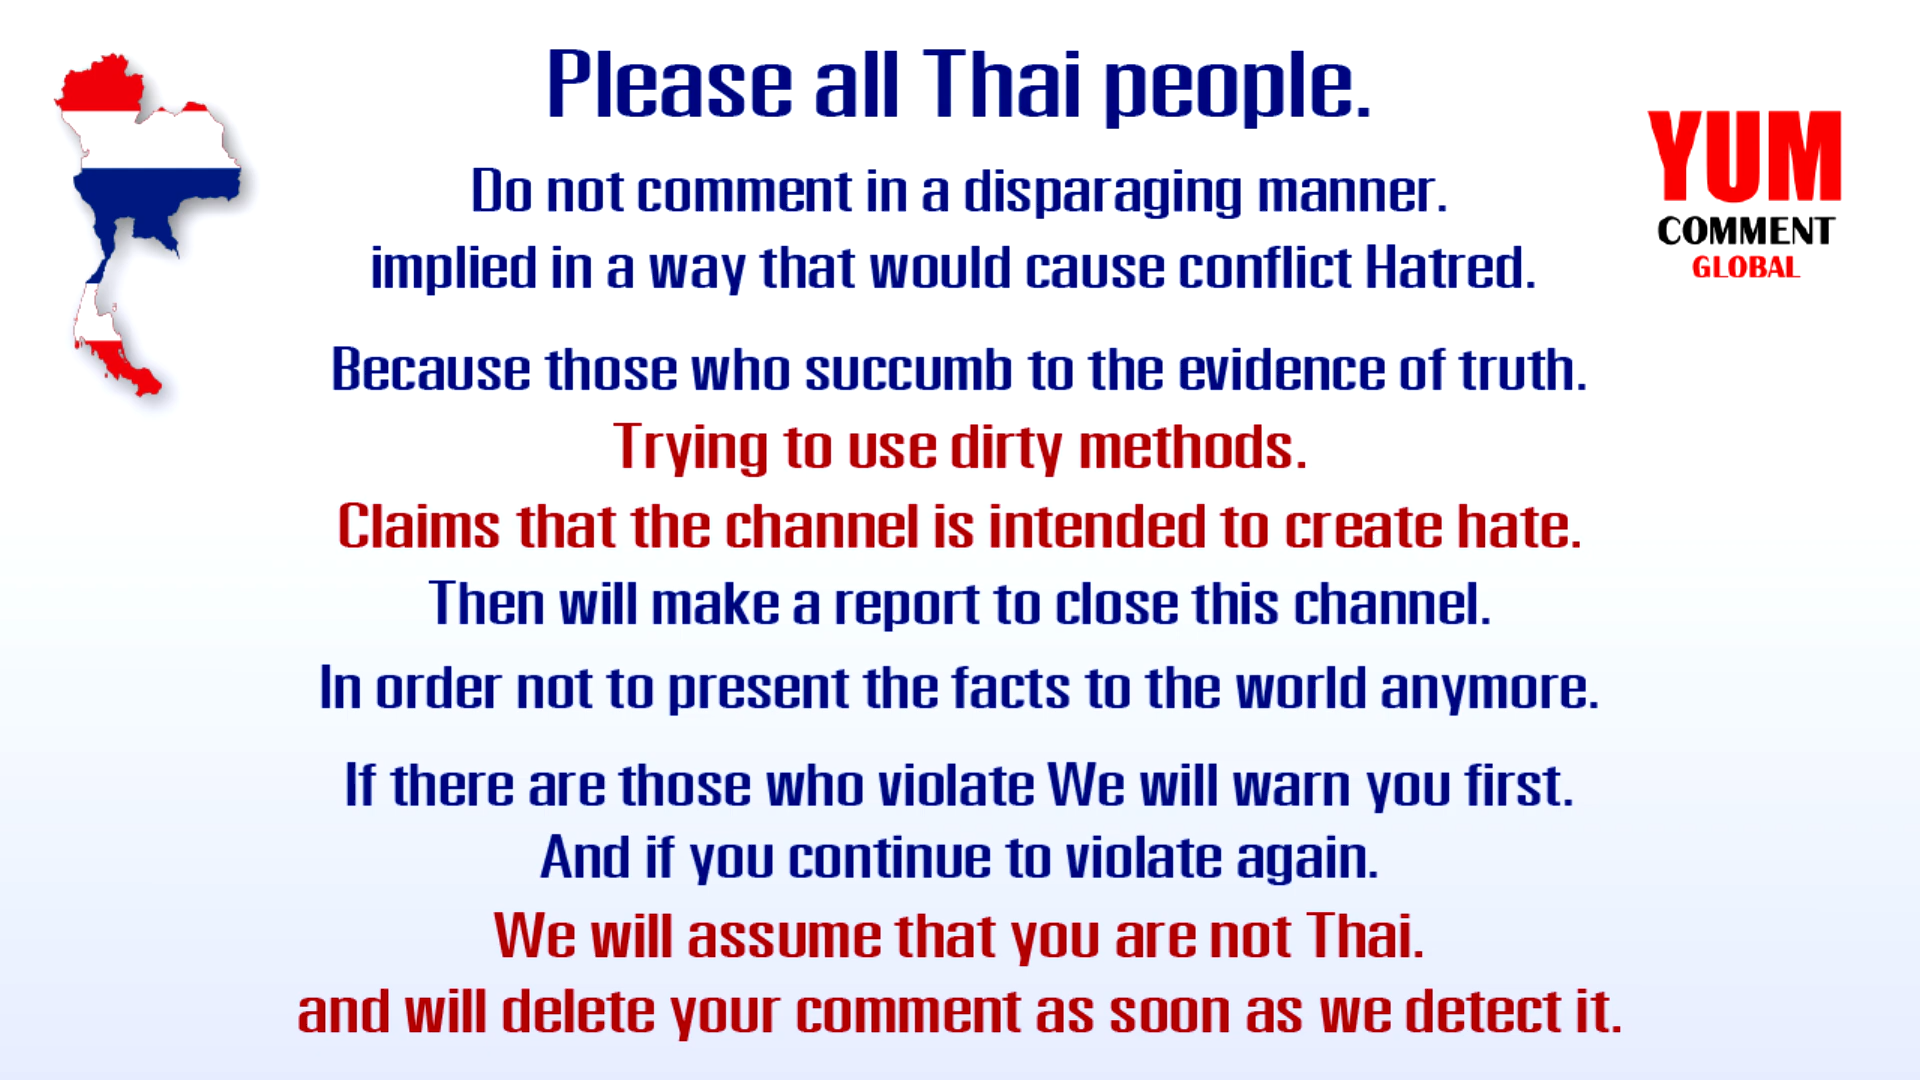 Please all Thai people.
Do not comment in a disparaging manner.
implied in a way that would cause conflict Hatred.
YUM
COMMENT
GLOBAL
Because those who succumb to the evidence of truth.
Trying to use dirty methods.
Claims that the channel is intended to create hate.
Then will make a report to close this channel.
In order not to present the facts to the world anymore.
If there are those who violate We will warn you first.
And if you continue to violate again.
We will assume that you are not Thai.
and will delete your comment as soon as we detect it.